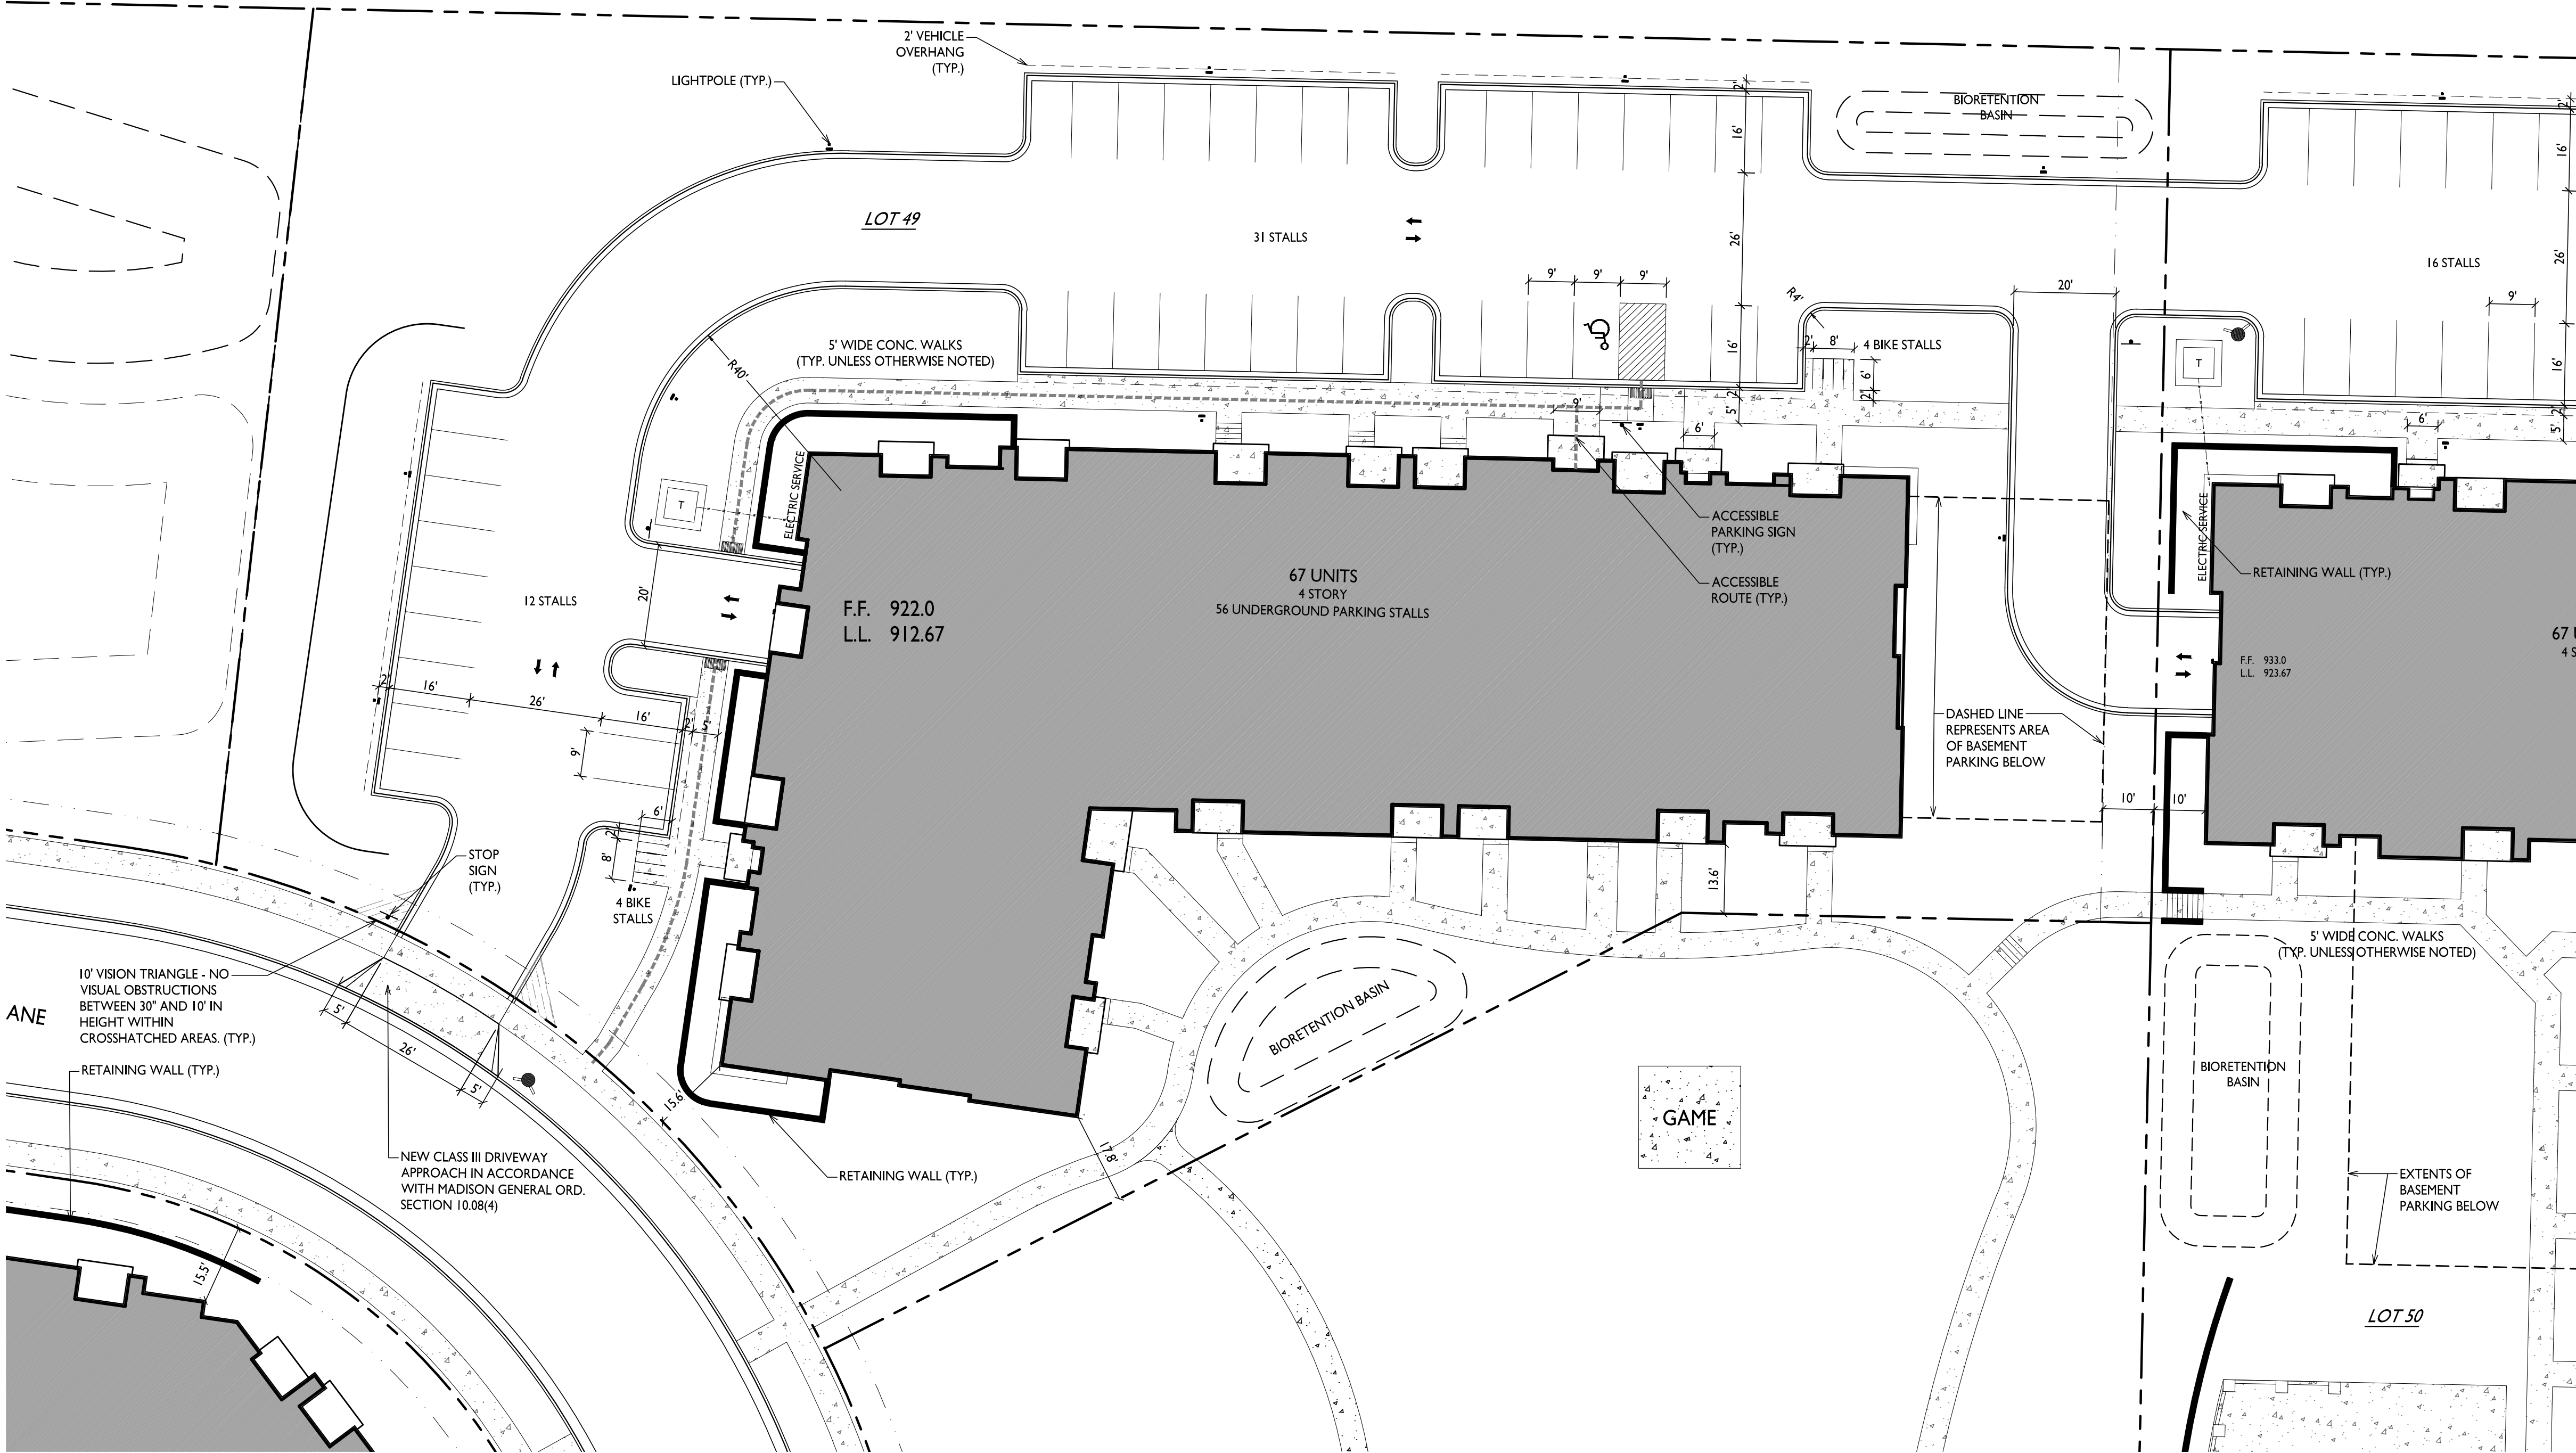 2' VEHICLE
OVERHANG
(TYP.)
LIGHTPOLE (TYP.)
BIORETENTION
BASIN
2'
16'
2'
16'
LOT 49
31 STALLS
26'
16 STALLS
26'
9'
9'
9'
20'
9'
R4'
5' WIDE CONC. WALKS
(TYP. UNLESS OTHERWISE NOTED)
R40'
16'
2'
8'
4 BIKE STALLS
6'
2'
T
16'
2'
5'
9'
6'
2'
5'
6'
ELECTRIC SERVICE
T
ACCESSIBLE
PARKING SIGN
(TYP.)
ACCESSIBLE
ROUTE (TYP.)
ELECTRIC SERVICE
RETAINING WALL (TYP.)
12 STALLS
20'
F.F. 922.0
L.L. 912.67
67 UNITS
4 STORY
56 UNDERGROUND PARKING STALLS
67 U
4 S
F.F. 933.0
L.L. 923.67
2'
16'
26'
16'
2'
5'
9'
DASHED LINE
REPRESENTS AREA
OF BASEMENT
PARKING BELOW
10'
10'
6'
2'
8'
STOP
SIGN
(TYP.)
4 BIKE
STALLS
13.6'
5' WIDE CONC. WALKS
(TYP. UNLESS OTHERWISE NOTED)
10' VISION TRIANGLE - NO
VISUAL OBSTRUCTIONS
BETWEEN 30" AND 10' IN
HEIGHT WITHIN
CROSSHATCHED AREAS. (TYP.)
ANE
5'
26'
5'
BIORETENTION BASIN
RETAINING WALL (TYP.)
15.6'
17.8'
GAME
BIORETENTION
BASIN
NEW CLASS III DRIVEWAY
APPROACH IN ACCORDANCE
WITH MADISON GENERAL ORD.
SECTION 10.08(4)
RETAINING WALL (TYP.)
EXTENTS OF
BASEMENT
PARKING BELOW
15.5'
LOT 50